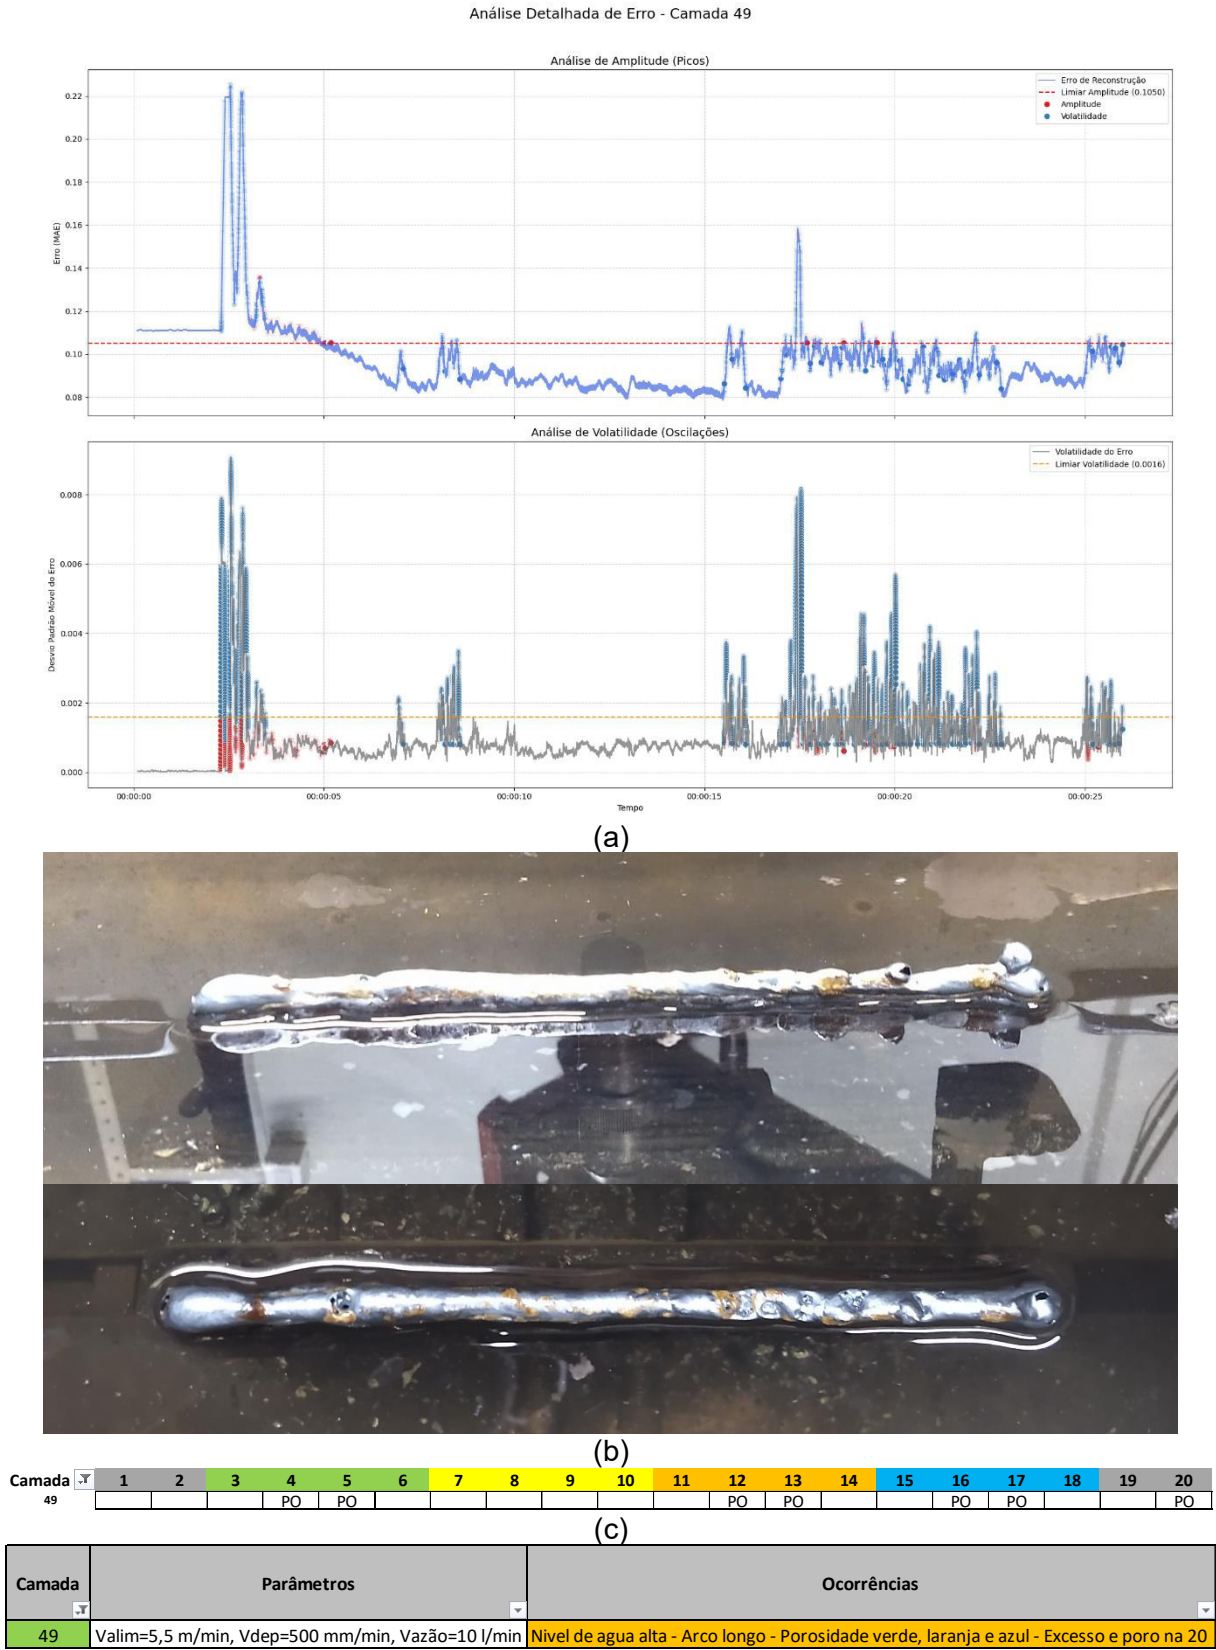 Análise Detalhada de Erro - Camada 49
Análise de Amplitude (Picos)
Erro de Reconstrução
Limiar Amplitude (0.1050)
Amplitude
Volatilidade
0.22
0.20
0.18
0.16
0.14
0.12
0.10
0.08
Erro (MAE)
Análise de Volatilidade (Oscilações)
Volatilidade do Erro
Limiar Volatilidade (0.0016)
0.008
0.006
0.004
0.002
0.000
Desvio Padrão Móvel do Erro
00:00:00 00:00:05 00:00:10 00:00:15 00:00:20 00:00:25
Tempo
(a)
(b)
Camada 1 2 3 4 5 6 7 8 9 10 11 12 13 14 15 16 17 18 19 20
49 PO PO PO PO PO PO PO
(c)
Camada Parâmetros Ocorrências
49 Valim=5,5 m/min, Vdep=500 mm/min, Vazão=10 l/min Nivel de agua alta - Arco longo - Porosidade verde, laranja e azul - Excesso e poro na 20